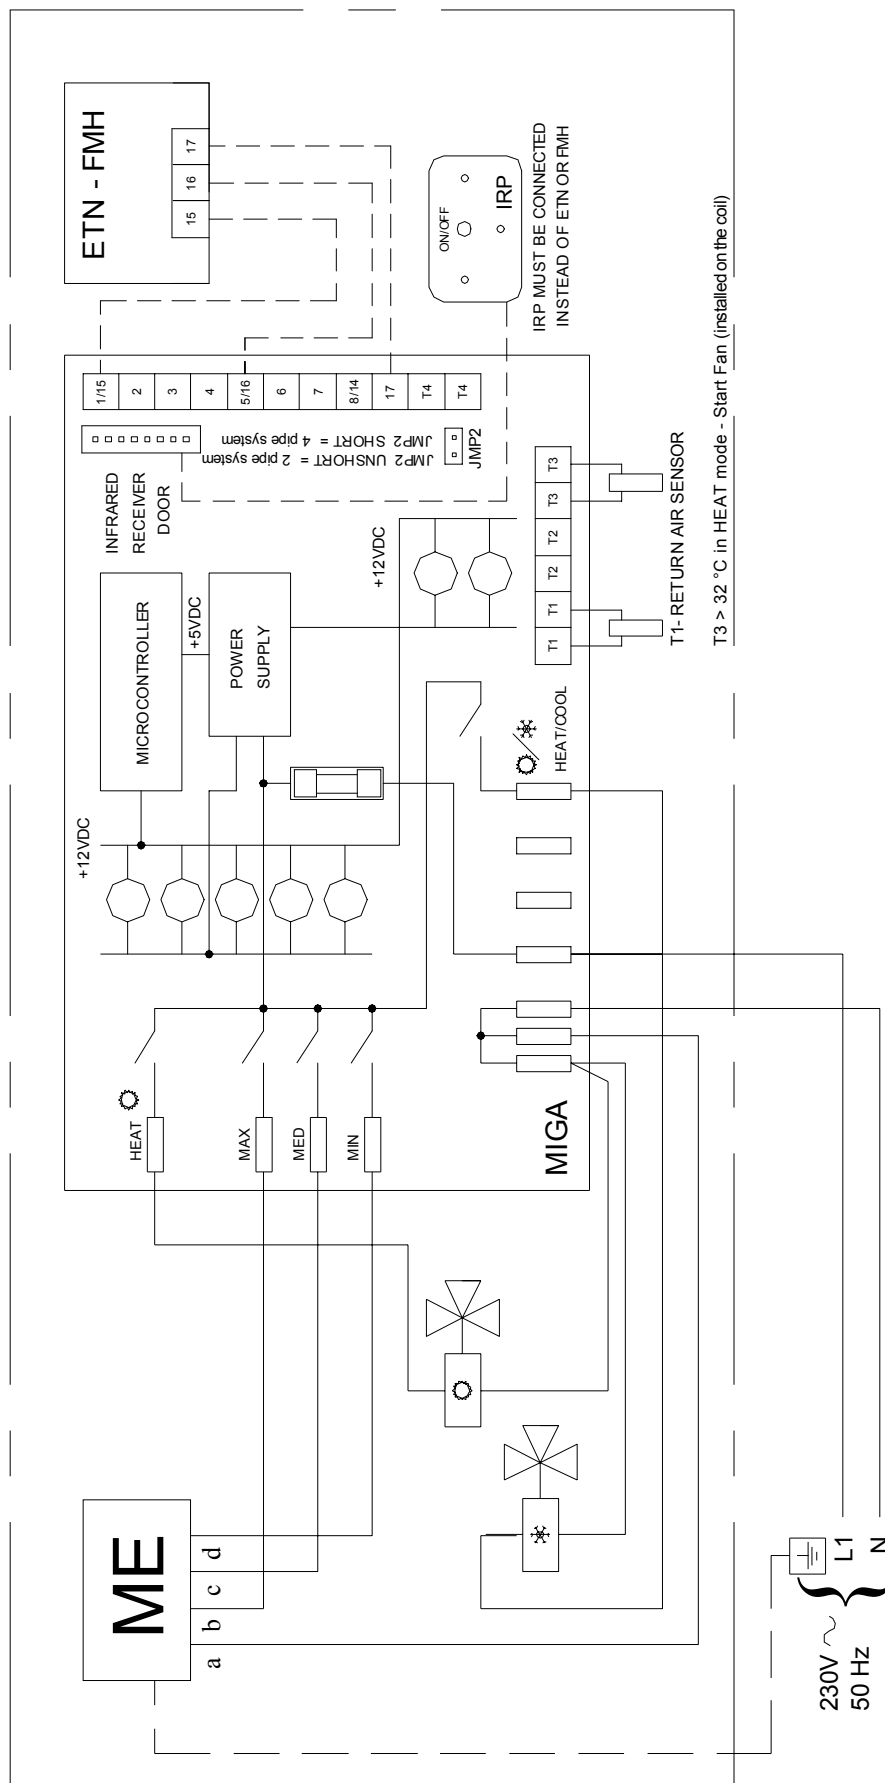 ETN - FMH
15
16
17
ON/OFF
IRP
IRP MUST BE CONNECTED
INSTEAD OF ETN OR FMH
1/15
2
3
4
5/16
6
7
8/14
17
T4
T4
INFRARED
RECEIVER
DOOR
JMP2 UNSHORT = 2 pipe system
JMP2 SHORT = 4 pipe system
JMP2
T1
T1
T2
T2
T3
T3
T1- RETURN AIR SENSOR
T3 > 32 °C in HEAT mode - Start Fan (installed on the coil)
MICROCONTROLLER
+5VDC
POWER
SUPPLY
+12VDC
+12VDC
HEAT/COOL
HEAT
MAX
MED
MIN
MIGA
ME
a
b
c
d
L1
N
230V ~
50 Hz